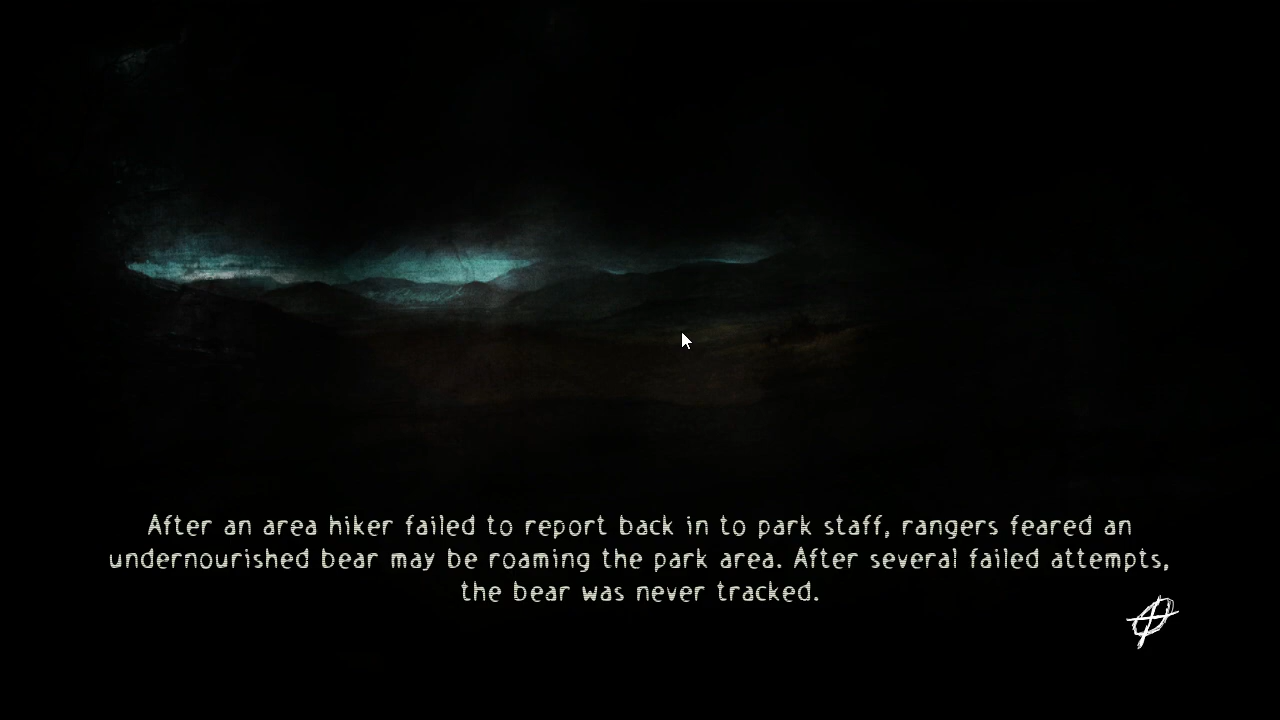 After an area hiker failed to report back in to park staff, rangers feared an
undernourished bear may be roaming the park area. After several failed attempts,
the bear was never tracked.